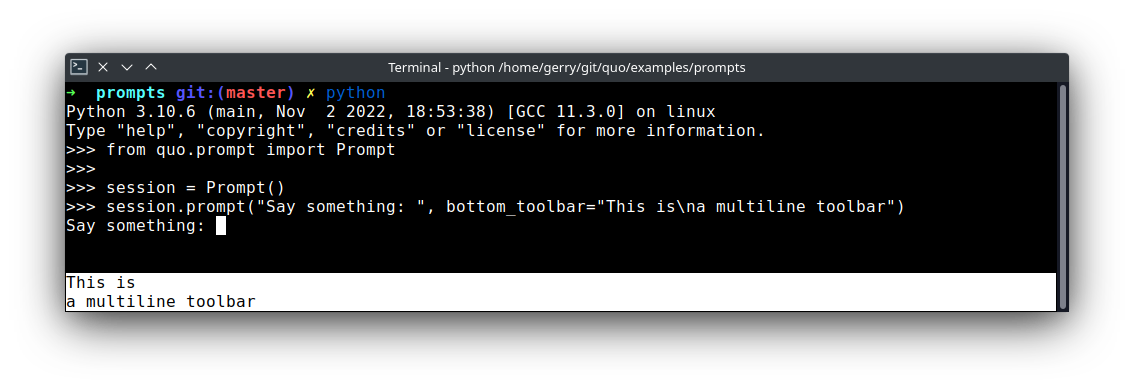 Terminal - python /home/gerry/git/quo/examples/prompts
➜  prompts git:(master) ✗ python
Python 3.10.6 (main, Nov  2 2022, 18:53:38) [GCC 11.3.0] on linux
Type "help", "copyright", "credits" or "license" for more information.
>>> from quo.prompt import Prompt
>>>
>>> session = Prompt()
>>> session.prompt("Say something: ", bottom_toolbar="This is\na multiline toolbar")
Say something:
This is
a multiline toolbar